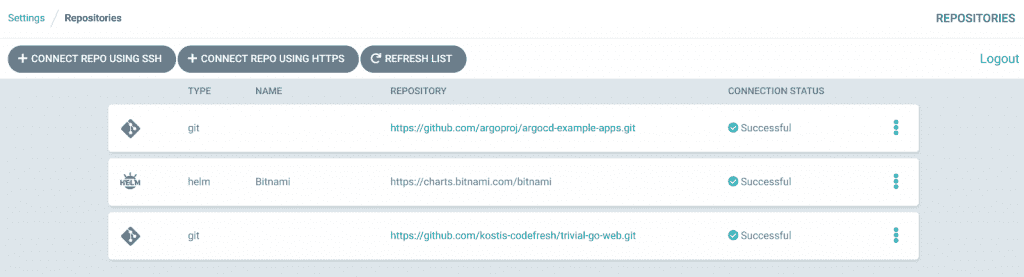 Settings / Repositories REPOSITORIES
+ CONNECT REPO USING SSH + CONNECT REPO USING HTTPS REFRESH LIST Logout
TYPE NAME REPOSITORY CONNECTION STATUS
git https://github.com/argoproj/argocd-example-apps.git Successful
HELM helm Bitnami https://charts.bitnami.com/bitnami Successful
git https://github.com/kostis-codefresh/trivial-go-web.git Successful